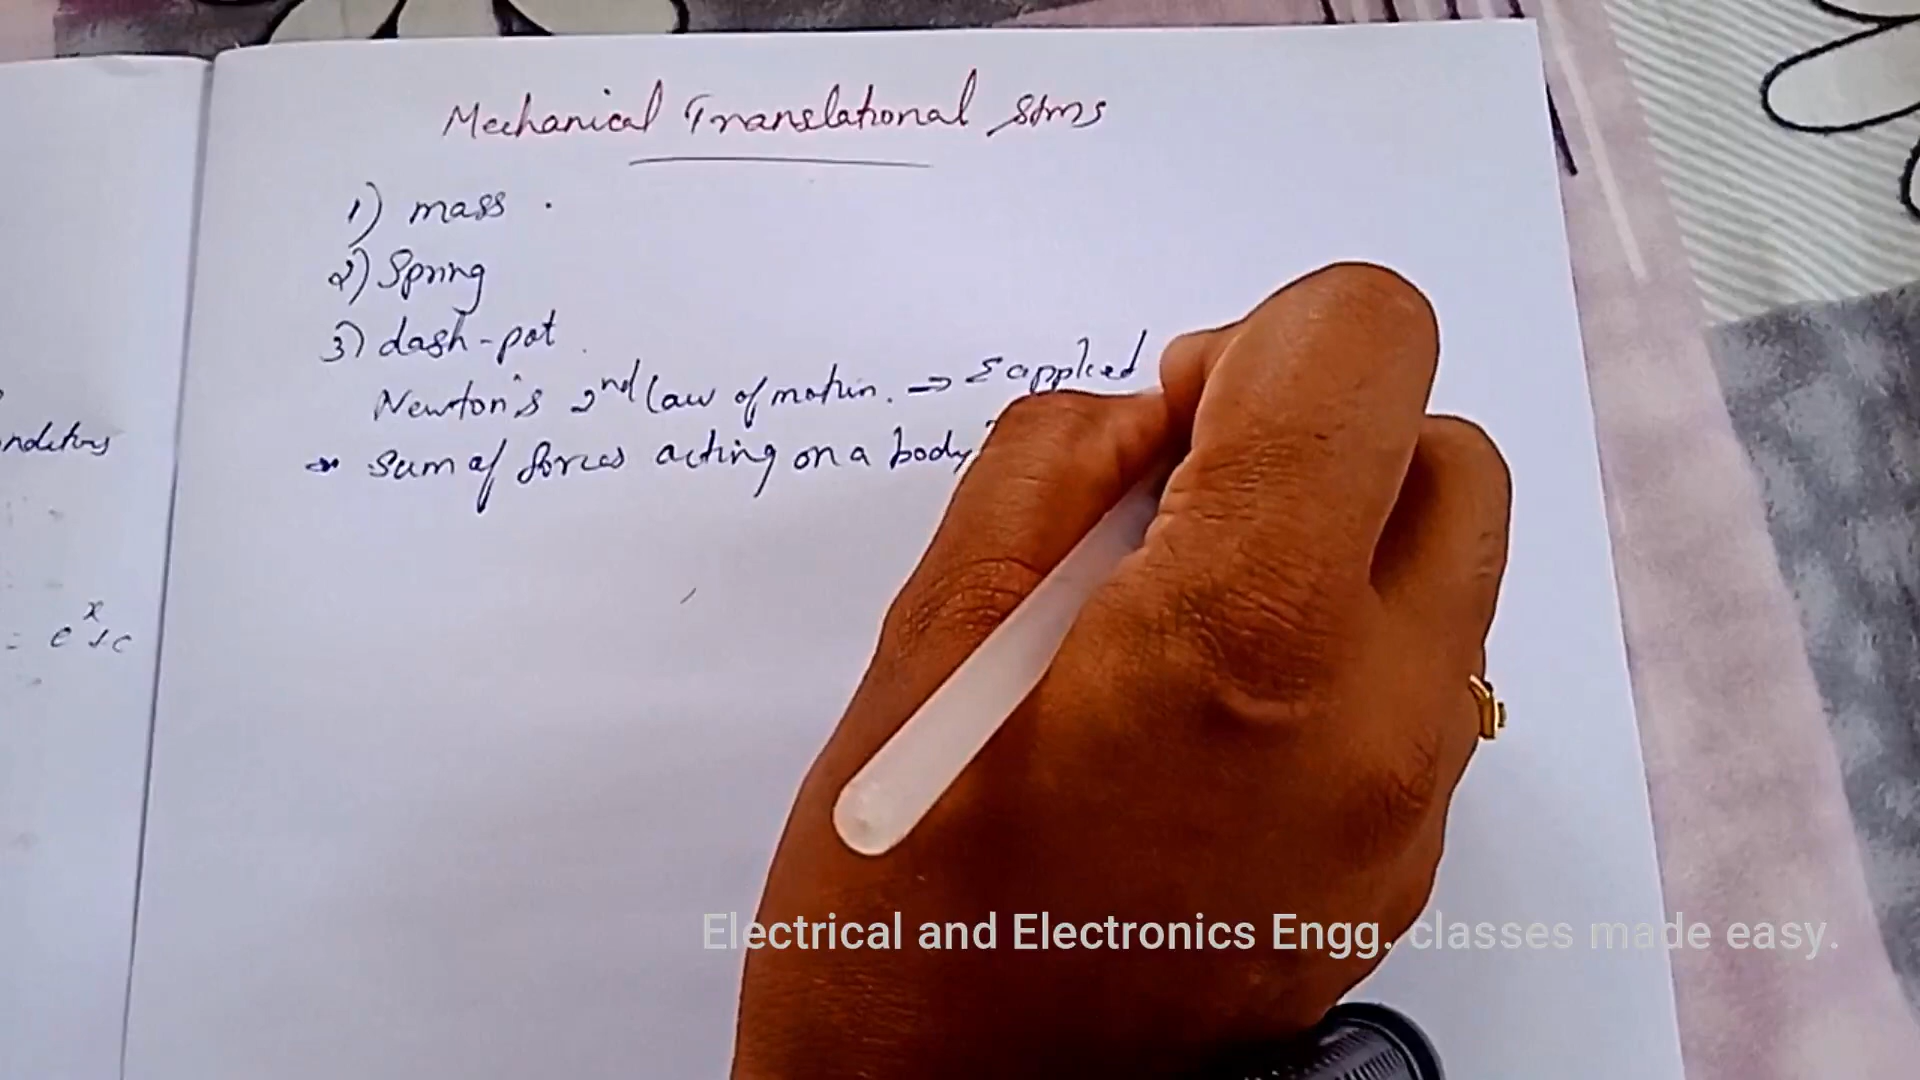 Mechanical Translational S/ms
1) mass .
2) Spring
3) dash-pot
Newton's 2nd Law of motion. → Σ applied
→ Sum of forces acting on a body
= e^x + c
Electrical and Electronics Engg. classes made easy.